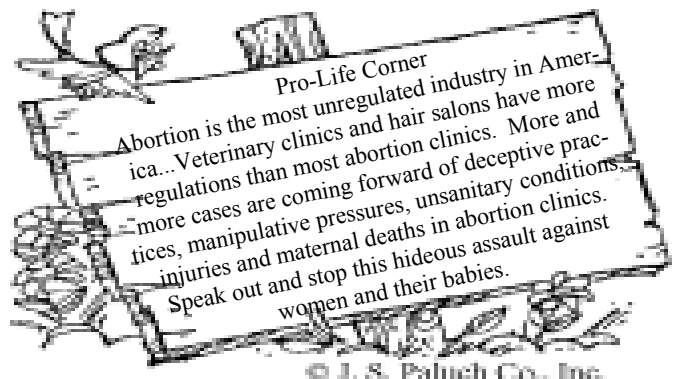 Pro-Life Corner
Abortion is the most unregulated industry in Amer-
ica...Veterinary clinics and hair salons have more
regulations than most abortion clinics. More and
more cases are coming forward of deceptive prac-
tices, manipulative pressures, unsanitary conditions,
injuries and maternal deaths in abortion clinics.
Speak out and stop this hideous assault against
women and their babies.
© J. S. Paluch Co., Inc.